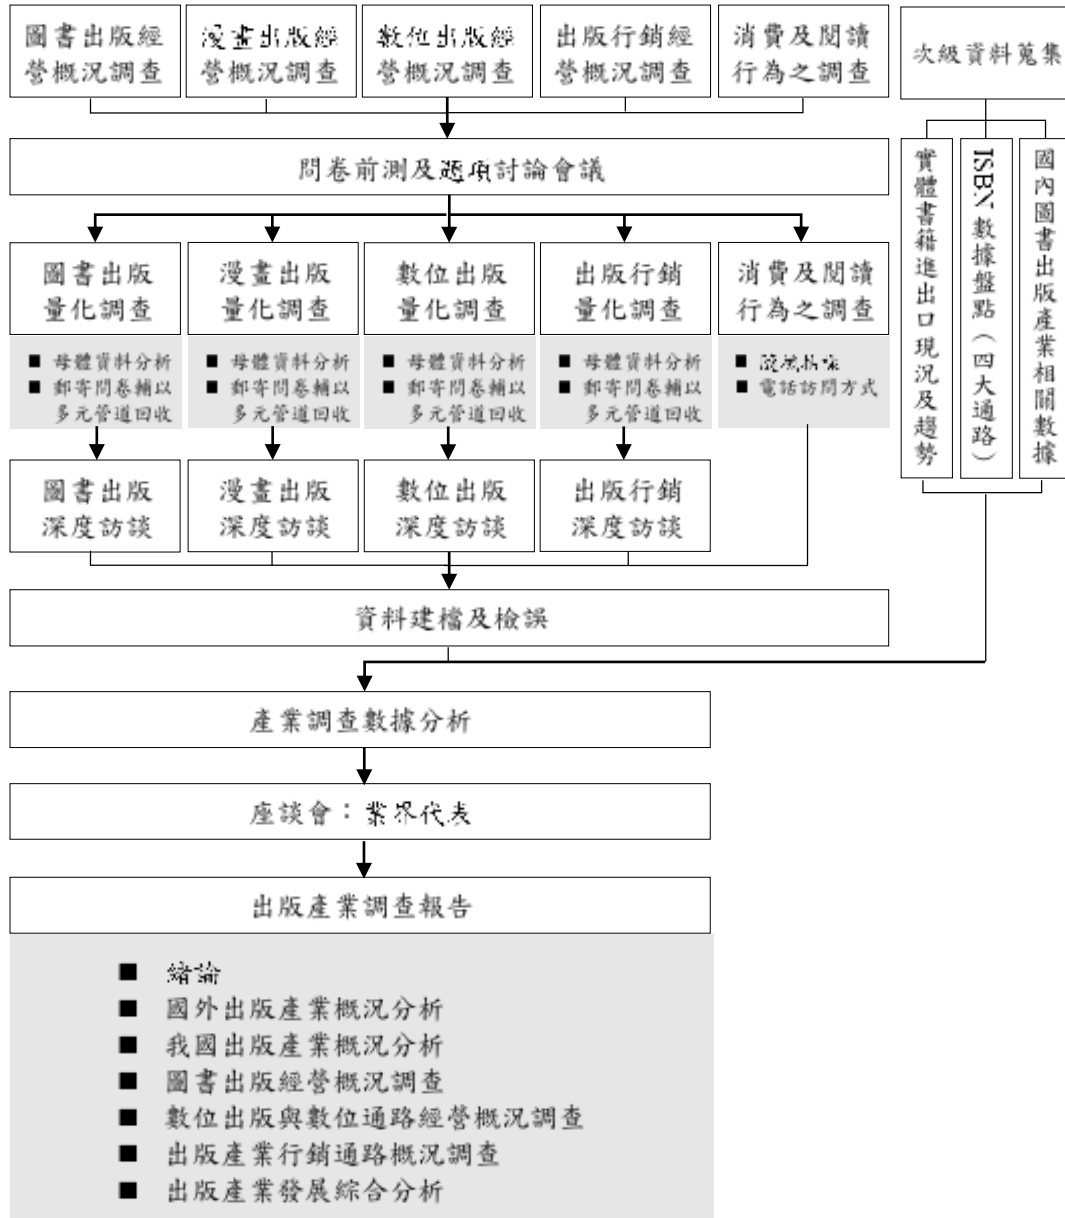 圖書出版經
營概況調查
漫畫出版經
營概況調查
數位出版經
營概況調查
出版行銷經
營概況調查
消費及閱讀
行為之調查
次級資料蒐集
問卷前測及題項討論會議
圖書出版
量化調查
漫畫出版
量化調查
數位出版
量化調查
出版行銷
量化調查
消費及閱讀
行為之調查
■ 母體資料分析
■ 郵寄問卷輔以
多元管道回收
■ 母體資料分析
■ 郵寄問卷輔以
多元管道回收
■ 母體資料分析
■ 郵寄問卷輔以
多元管道回收
■ 母體資料分析
■ 郵寄問卷輔以
多元管道回收
■ 電話訪問方式
實體書籍進出口現況及趨勢
ISBN 數據盤點（四大通路）
國內圖書出版產業相關數據
圖書出版
深度訪談
漫畫出版
深度訪談
數位出版
深度訪談
出版行銷
深度訪談
資料建檔及檢誤
產業調查數據分析
座談會：業界代表
出版產業調查報告
■ 緒論
■ 國外出版產業概況分析
■ 我國出版產業概況分析
■ 圖書出版經營概況調查
■ 數位出版與數位通路經營概況調查
■ 出版產業行銷通路概況調查
■ 出版產業發展綜合分析